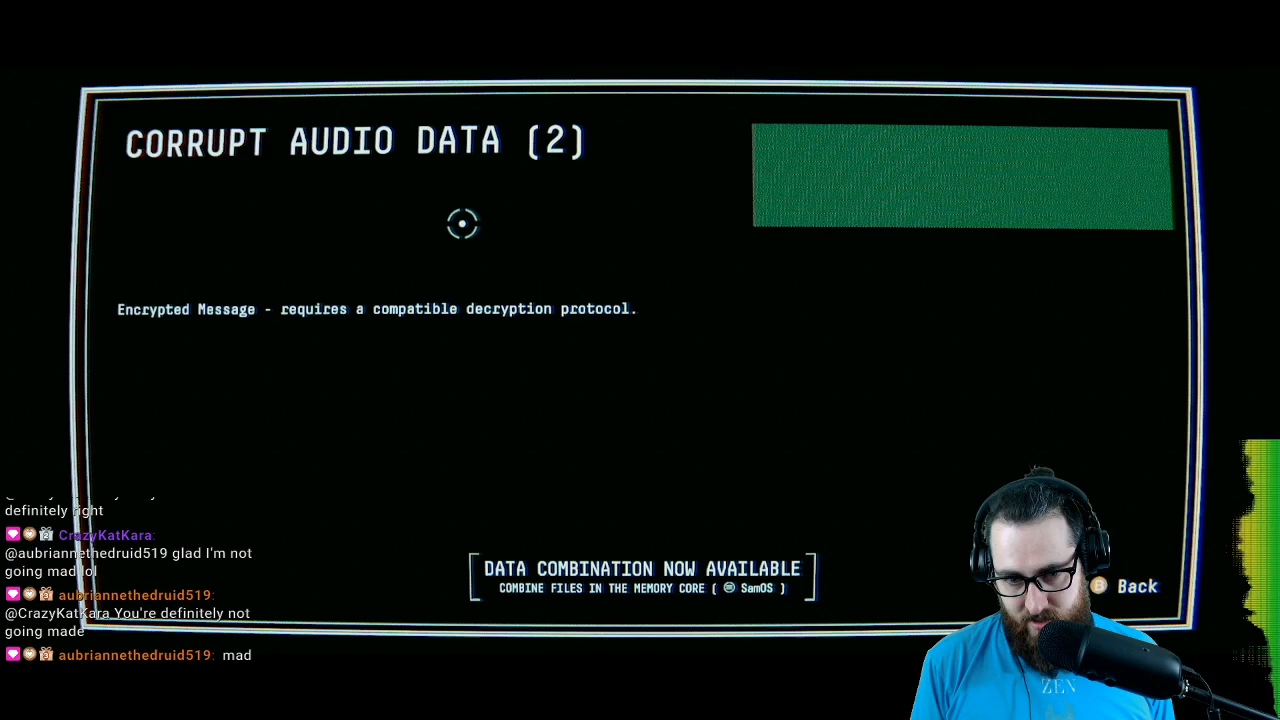 CORRUPT AUDIO DATA (2)
Encrypted Message - requires a compatible decryption protocol.
definitely right
CrazyKatKara:
@aubriannethedruid519 glad I'm not
going mad lol
aubriannethedruid519:
@CrazyKatKara You're definitely not
going made
aubriannethedruid519: mad
DATA COMBINATION NOW AVAILABLE
COMBINE FILES IN THE MEMORY CORE ( SamOS )
B Back
ZEN